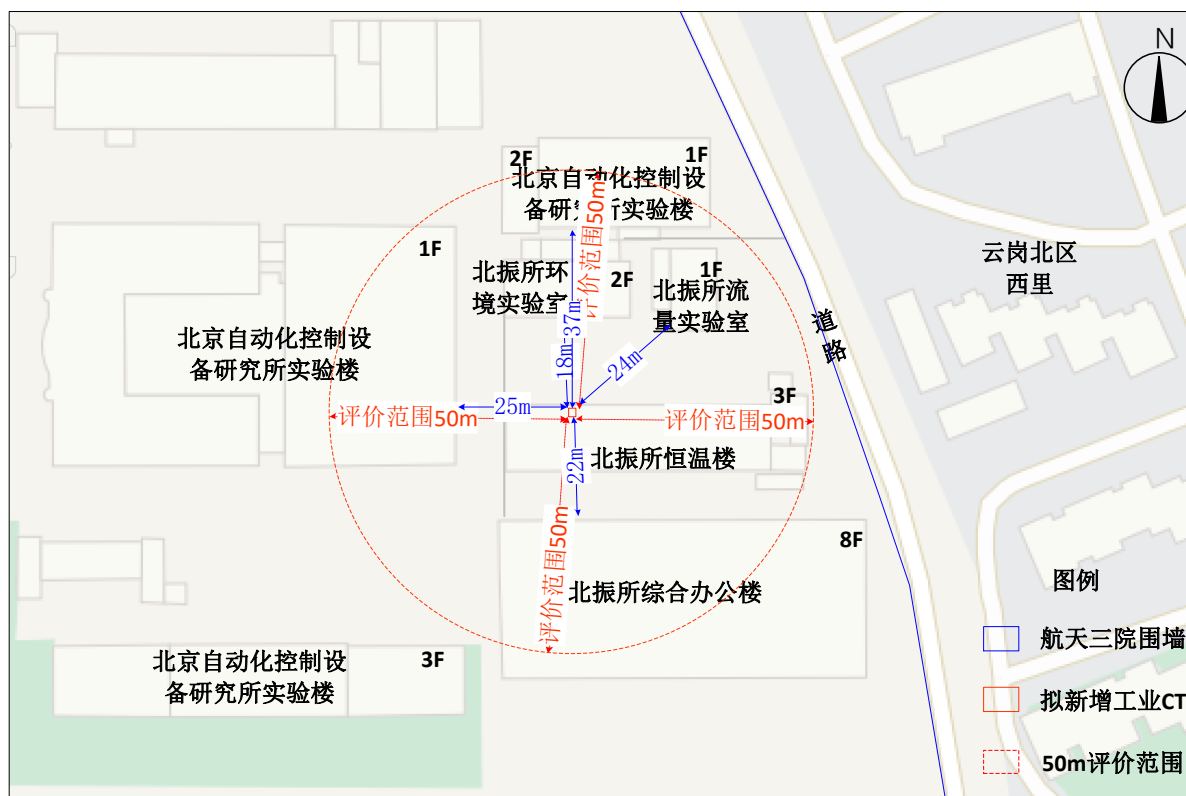 N
2F
1F
北京自动化控制设
备研究所实验楼
1F
北振所环
境实验室
2F
1F
北振所流
量实验室
云岗北区
西里
道路
北京自动化控制设
备研究所实验楼
评价范围50m
37m
18m
24m
25m
评价范围50m
评价范围50m
3F
北振所恒温楼
22m
评价范围50m
8F
北振所综合办公楼
北京自动化控制设
备研究所实验楼
3F
图例
航天三院围墙
拟新增工业CT
50m评价范围